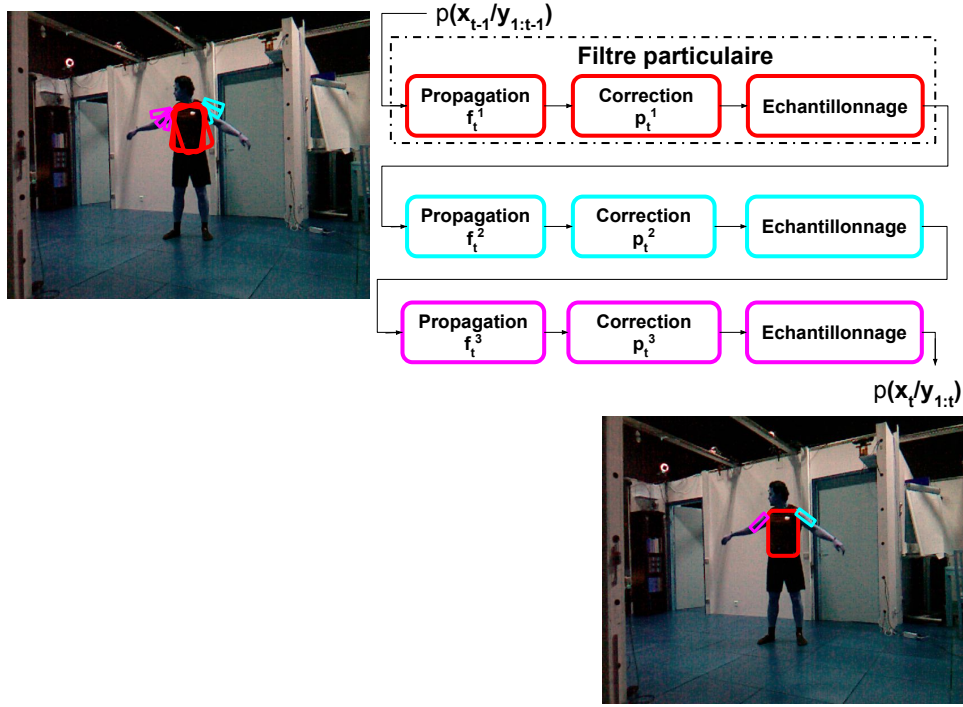 p(x_{t-1}/y_{1:t-1})
Filtre particulaire
Propagation
f_t^1
Correction
p_t^1
Echantillonnage
Propagation
f_t^2
Correction
p_t^2
Echantillonnage
Propagation
f_t^3
Correction
p_t^3
Echantillonnage
p(x_t/y_{1:t})